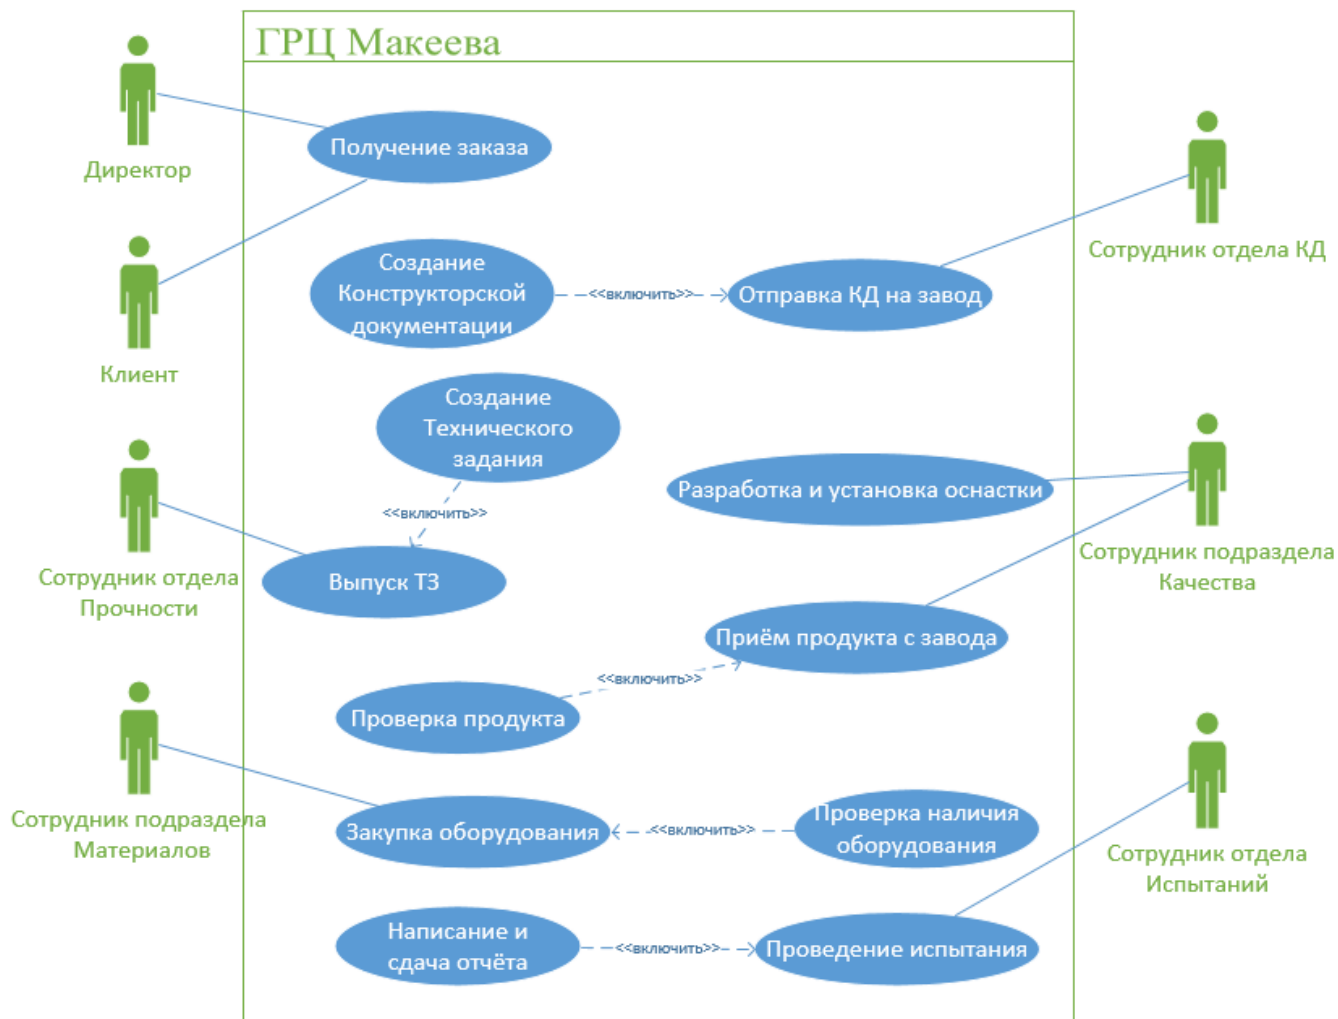 ГРЦ Макеева
Директор
Получение заказа
Клиент
Сотрудник отдела КД
Создание
Конструкторской
документации
<<включить>>
Отправка КД на завод
Создание
Технического
задания
<<включить>>
Выпуск ТЗ
Сотрудник отдела
Прочности
Разработка и установка оснастки
Сотрудник подраздела
Качества
Приём продукта с завода
<<включить>>
Проверка продукта
Сотрудник подраздела
Материалов
Закупка оборудования
<<включить>>
Проверка наличия
оборудования
Сотрудник отдела
Испытаний
Написание и
сдача отчёта
<<включить>>
Проведение испытания